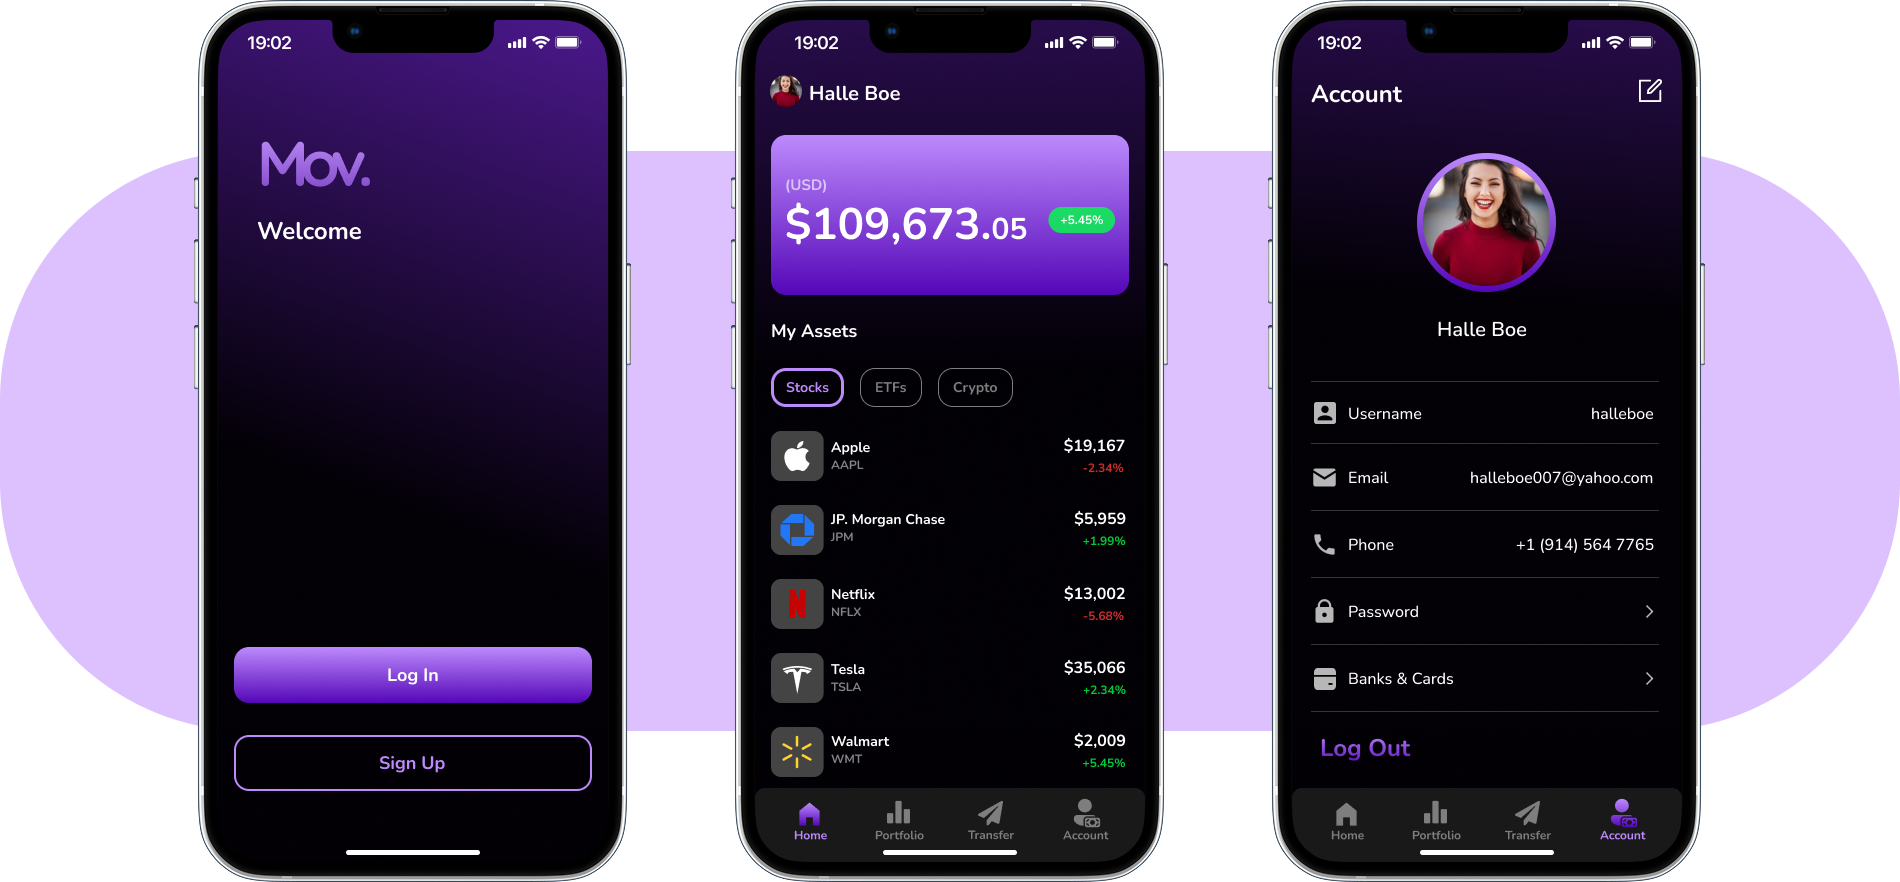 19:02
Mov.
Welcome
Log In
Sign Up
19:02
Halle Boe
(USD)
$109,673.05
+5.45%
My Assets
Stocks
ETFs
Crypto
Apple
$19,167
AAPL
-2.34%
JP. Morgan Chase
$5,959
JPM
+1.99%
Netflix
$13,002
NFLX
-5.68%
Tesla
$35,066
TSLA
+2.34%
Walmart
$2,009
WMT
+5.45%
Home
Portfolio
Transfer
Account
19:02
Account
Halle Boe
Username
halleboe
Email
halleboe007@yahoo.com
Phone
+1 (914) 564 7765
Password
Banks & Cards
Log Out
Home
Portfolio
Transfer
Account